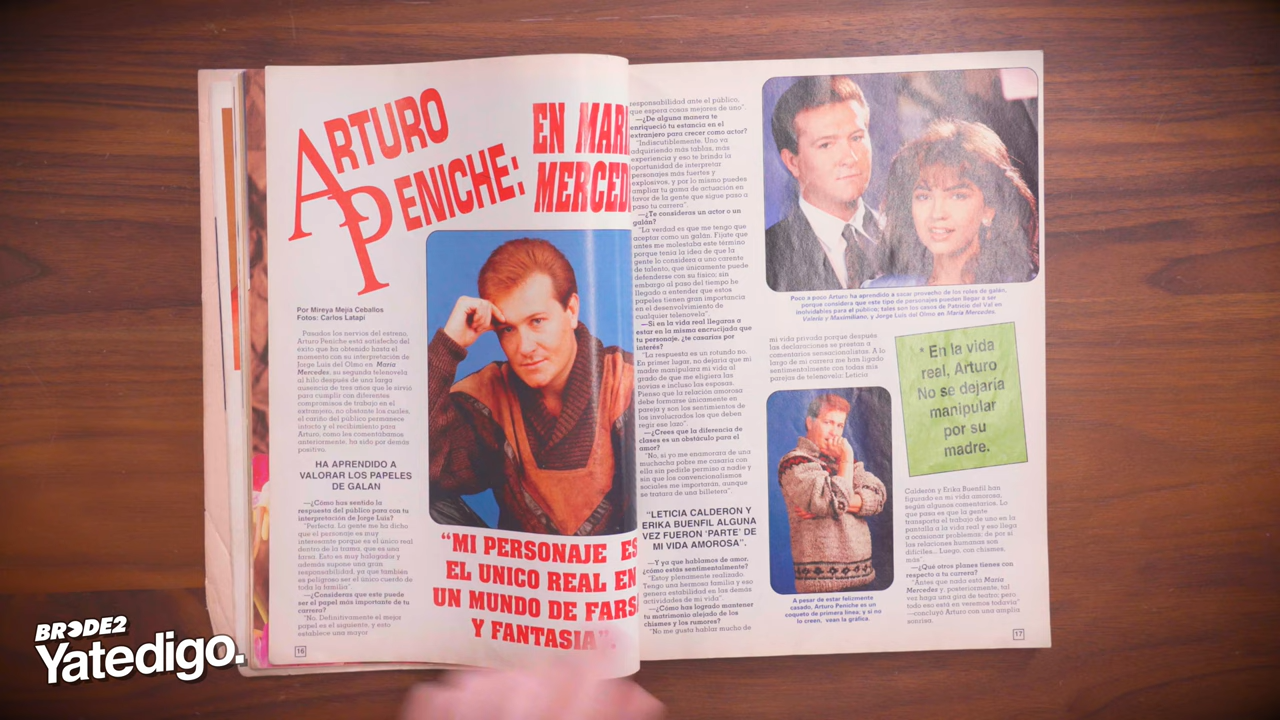 ARTURO
PENICHE:
EN MAR
MERCED
Por Mireya Mejía Ceballos
Fotos: Carlos Latapi
Pasados los nervios del estreno,
Arturo Peniche está satisfecho del
éxito que ha obtenido hasta el
momento con su interpretación de
Jorge Luis del Olmo en María
Mercedes, su segunda telenovela
al hilo después de una larga
ausencia de tres años que le sirvió
para cumplir con diferentes
compromisos de trabajo en el
extranjero, no obstante los cuales,
el cariño del público permanece
intacto y el recibimiento para
Arturo, como les comentábamos
anteriormente, ha sido por demás
positivo.
HA APRENDIDO A
VALORAR LOS PAPELES
DE GALAN
—¿Cómo has sentido la
respuesta del público para con tu
interpretación de Jorge Luis?
"Perfecta. La gente me ha dicho
que el personaje es muy
interesante porque es el único real
dentro de la trama, que es una
farsa. Esto es muy halagador y
además supone una gran
responsabilidad, ya que también
es peligroso ser el único cuerdo de
toda la familia".
—¿Consideras que este puede
ser el papel más importante de tu
carrera?
"No. Definitivamente el mejor
papel es el siguiente, y esto
establece una mayor
16
"MI PERSONAJE ES
EL UNICO REAL EN
UN MUNDO DE FARS
Y FANTASIA".
responsabilidad ante el público,
que espera cosas mejores de uno".
—¿De alguna manera te
enriqueció tu estancia en el
extranjero para crecer como actor?
"Indiscutiblemente. Uno va
adquiriendo más tablas, más
experiencia y eso te brinda la
oportunidad de interpretar
personajes más fuertes y
explosivos, y por lo mismo puedes
ampliar tu gama de actuación en
favor de la gente que sigue paso a
paso tu carrera".
—¿Te consideras un actor o un
galán?
"La verdad es que me tengo que
aceptar como un galán. Fíjate que
antes me molestaba este término
porque tenía la idea de que la
gente lo considera a uno carente
de talento, que únicamente puede
defenderse con su físico; sin
embargo al paso del tiempo he
llegado a entender que estos
papeles tienen gran importancia
en el desenvolvimiento de
cualquier telenovela".
—Si en la vida real llegaras a
estar en la misma encrucijada que
tu personaje, ¿te casarías por
interés?
"La respuesta es un rotundo no.
En primer lugar, no dejaría que mi
madre manipulara mi vida al
grado de que me eligiera las
novias e incluso las esposas.
Pienso que la relación amorosa
debe formarse únicamente en
pareja y son los sentimientos de
los involucrados los que deben
regir ese lazo".
—¿Crees que la diferencia de
clases es un obstáculo para el
amor?
"No, si yo me enamorara de una
muchacha pobre me casaría con
ella sin pedirle permiso a nadie y
sin que los convencionalismos
sociales me importarán, aunque
se tratara de una billetera".
"LETICIA CALDERON Y
ERIKA BUENFIL ALGUNA
VEZ FUERON 'PARTE' DE
MI VIDA AMOROSA".
—Y ya que hablamos de amor,
¿cómo estás sentimentalmente?
"Estoy plenamente realizado.
Tengo una hermosa familia y eso
genera estabilidad en las demás
actividades de mi vida".
—¿Cómo has logrado mantener
tu matrimonio alejado de los
chismes y los rumores?
"No me gusta hablar mucho de
Poco a poco Arturo ha aprendido a sacar provecho de los roles de galán,
porque considera que este tipo de personajes pueden llegar a ser
inolvidables para el público; tales son los casos de Patricio del Val en
Valeria y Maximiliano, y Jorge Luis del Olmo en María Mercedes.
mi vida privada porque después
las declaraciones se prestan a
comentarios sensacionalistas. A lo
largo de mi carrera me han ligado
sentimentalmente con todas mis
parejas de telenovela: Leticia
* En la vida
real, Arturo
No se dejaría
manipular
por su
madre.
A pesar de estar felizmente
casado, Arturo Peniche es un
coqueto de primera línea; y si no
lo creen, vean la gráfica.
Calderón y Erika Buenfil han
figurado en mi vida amorosa,
según algunos comentarios. Lo
que pasa es que la gente
transporta el trabajo de uno en la
pantalla a la vida real y eso llega
a ocasionar problemas; de por sí
las relaciones humanas son
difíciles... Luego, con chismes,
más".
—¿Qué otros planes tienes con
respecto a tu carrera?
"Antes que nada está María
Mercedes y, posteriormente, tal
vez haga una gira de teatro; pero
todo eso está en veremos todavía"
—concluyó Arturo con una amplia
sonrisa.
17
BRODE2
Yatedigo.